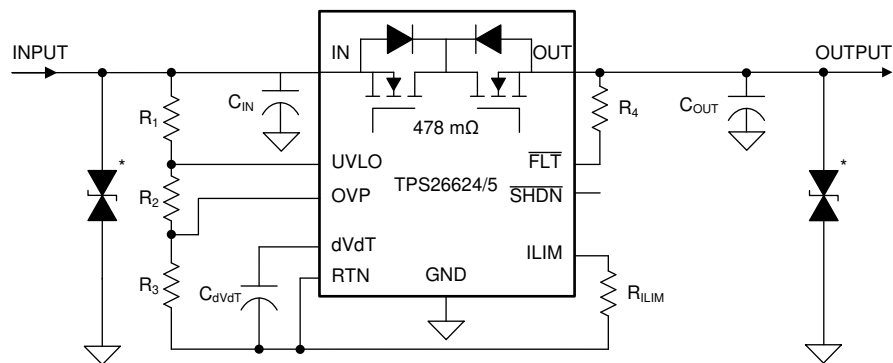 INPUT
IN
OUT
OUTPUT
R1
CIN
478 mΩ
R4
COUT
*
UVLO
FLT
*
R2
TPS26624/5
OVP
SHDN
dVdT
ILIM
R3
CdVdT
RTN
GND
RILIM